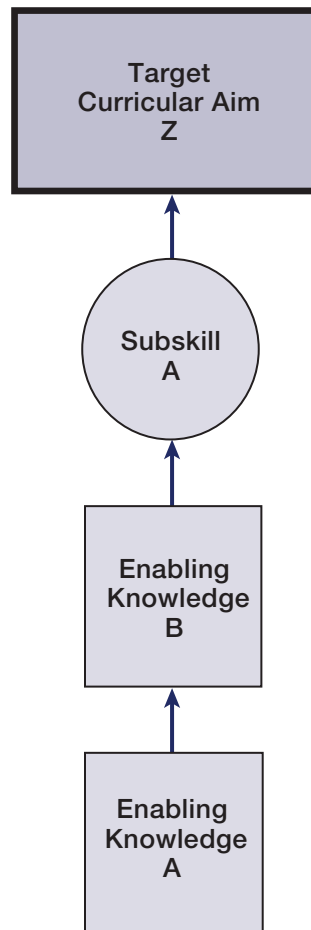 Target
Curricular Aim
Z
Subskill
A
Enabling
Knowledge
B
Enabling
Knowledge
A